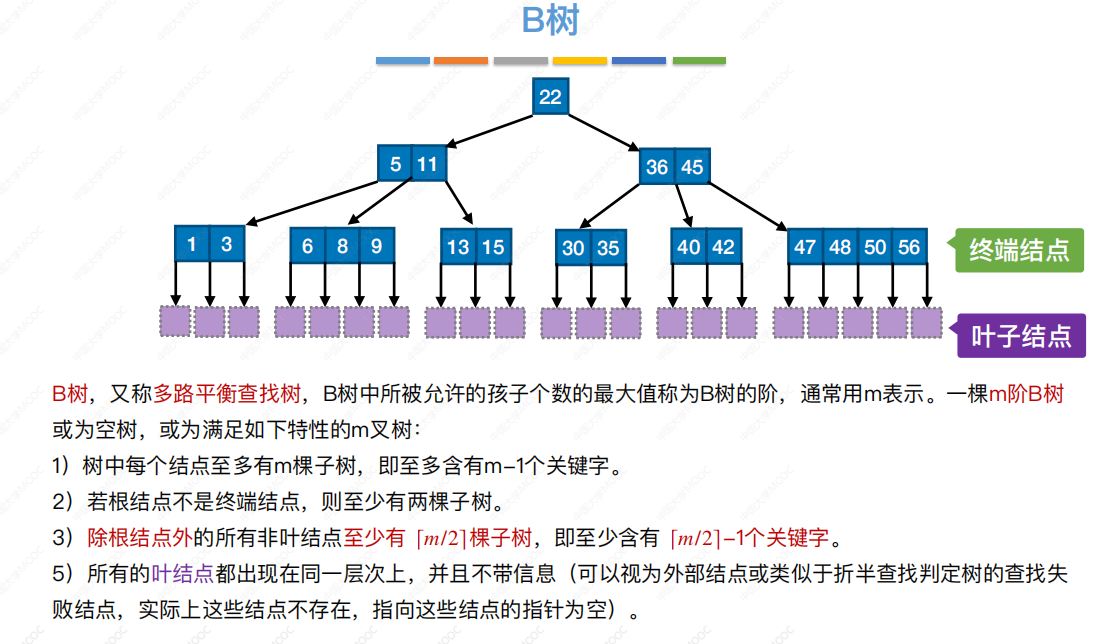 B树
22
5 11
36 45
1 3
6 8 9
13 15
30 35
40 42
47 48 50 56
终端结点
叶子结点
B树，又称多路平衡查找树，B树中所被允许的孩子个数的最大值称为B树的阶，通常用m表示。一棵m阶B树
或为空树，或为满足如下特性的m叉树：
1）树中每个结点至多有m棵子树，即至多含有m-1个关键字。
2）若根结点不是终端结点，则至少有两棵子树。
3）除根结点外的所有非叶结点至少有 ⌈m/2⌉棵子树，即至少含有 ⌈m/2⌉-1个关键字。
5）所有的叶结点都出现在同一层次上，并且不带信息（可以视为外部结点或类似于折半查找判定树的查找失
败结点，实际上这些结点不存在，指向这些结点的指针为空）。